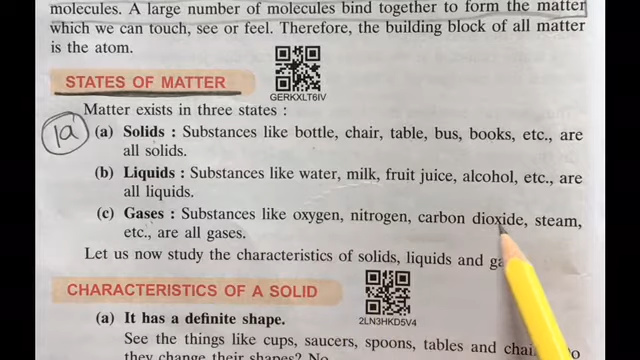 molecules. A large number of molecules bind together to form the matter
which we can touch, see or feel. Therefore, the building block of all matter
is the atom.
STATES OF MATTER
GERKXLT6IV
Matter exists in three states :
1a
(a) Solids : Substances like bottle, chair, table, bus, books, etc., are
all solids.
(b) Liquids : Substances like water, milk, fruit juice, alcohol, etc., are
all liquids.
(c) Gases : Substances like oxygen, nitrogen, carbon dioxide, steam,
etc., are all gases.
Let us now study the characteristics of solids, liquids and ga
CHARACTERISTICS OF A SOLID
2LN3HKD5V4
(a) It has a definite shape.
See the things like cups, saucers, spoons, tables and chai
they change their shapes? No